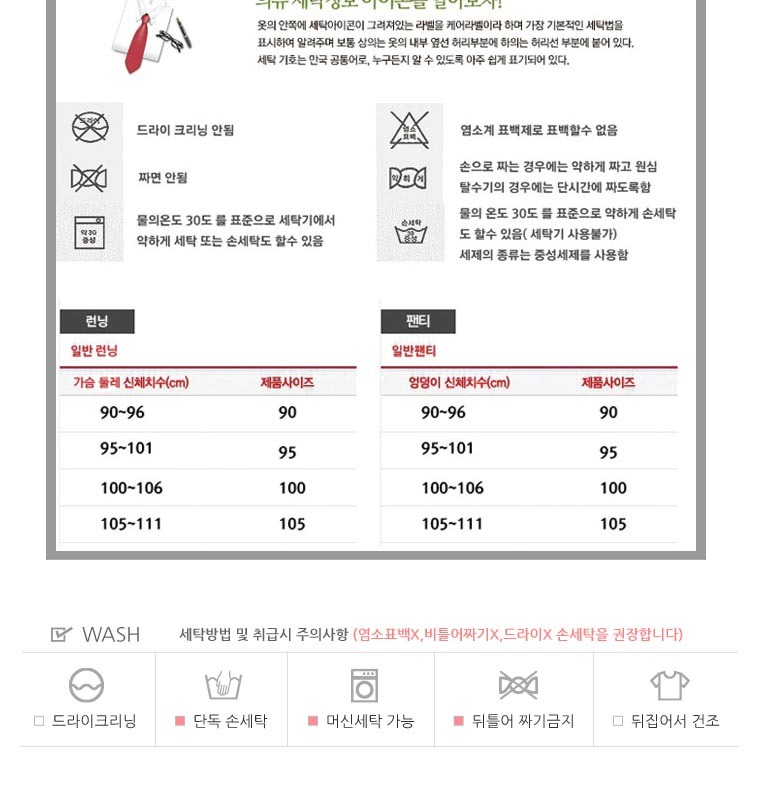 의류 세탁정보 아이콘을 알아보자!
옷의 안쪽에 세탁아이콘이 그려져있는 라벨을 케어라벨이라 하며 가장 기본적인 세탁법을
표시하여 알려주며 보통 상의는 옷의 내부 옆선 허리부분에 하의는 허리선 부분에 붙어 있다.
세탁 기호는 만국 공통어로, 누구든지 알 수 있도록 아주 쉽게 표기되어 있다.
드라이
드라이 크리닝 안됨
염소
표백
염소계 표백제로 표백할수 없음
짜면 안됨
약하게
손으로 짜는 경우에는 약하게 짜고 원심
탈수기의 경우에는 단시간에 짜도록함
약 30
중성
물의온도 30도 를 표준으로 세탁기에서
약하게 세탁 또는 손세탁도 할수 있음
손세탁
30
중성
물의 온도 30도 를 표준으로 약하게 손세탁
도 할수 있음( 세탁기 사용불가)
세제의 종류는 중성세제를 사용함
런닝
일반 런닝
가슴 둘레 신체치수(cm) 제품사이즈
90~96 90
95~101 95
100~106 100
105~111 105
팬티
일반팬티
엉덩이 신체치수(cm) 제품사이즈
90~96 90
95~101 95
100~106 100
105~111 105
WASH 세탁방법 및 취급시 주의사항 (염소표백X,비틀어짜기X,드라이X 손세탁을 권장합니다)
드라이크리닝
단독 손세탁
머신세탁 가능
뒤틀어 짜기금지
뒤집어서 건조